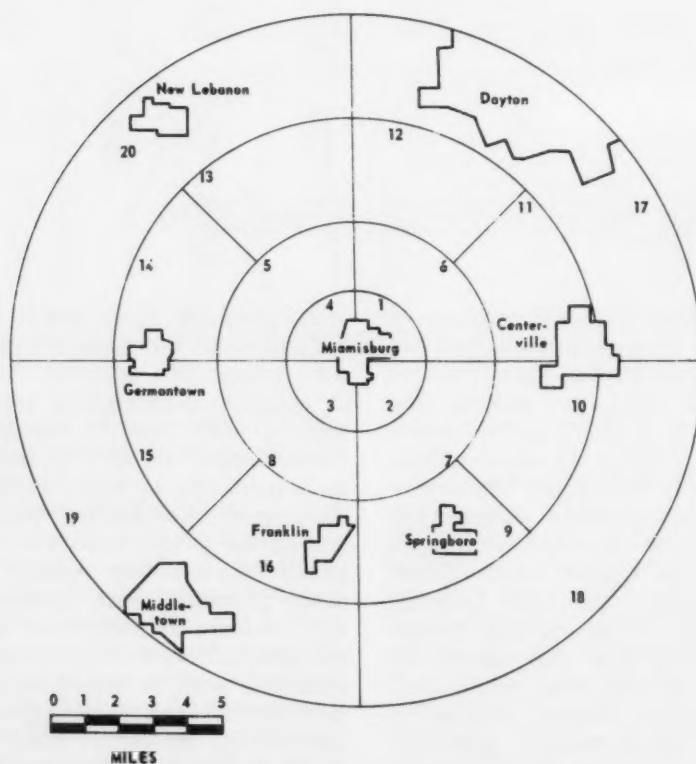 New Lebanon
Dayton
20
12
13
11
17
14
5
6
4
1
Center-
ville
Miamisburg
Germantown
3
2
10
15
8
7
19
Franklin
Springboro
9
16
18
Middle-
town
0 1 2 3 4 5
MILES